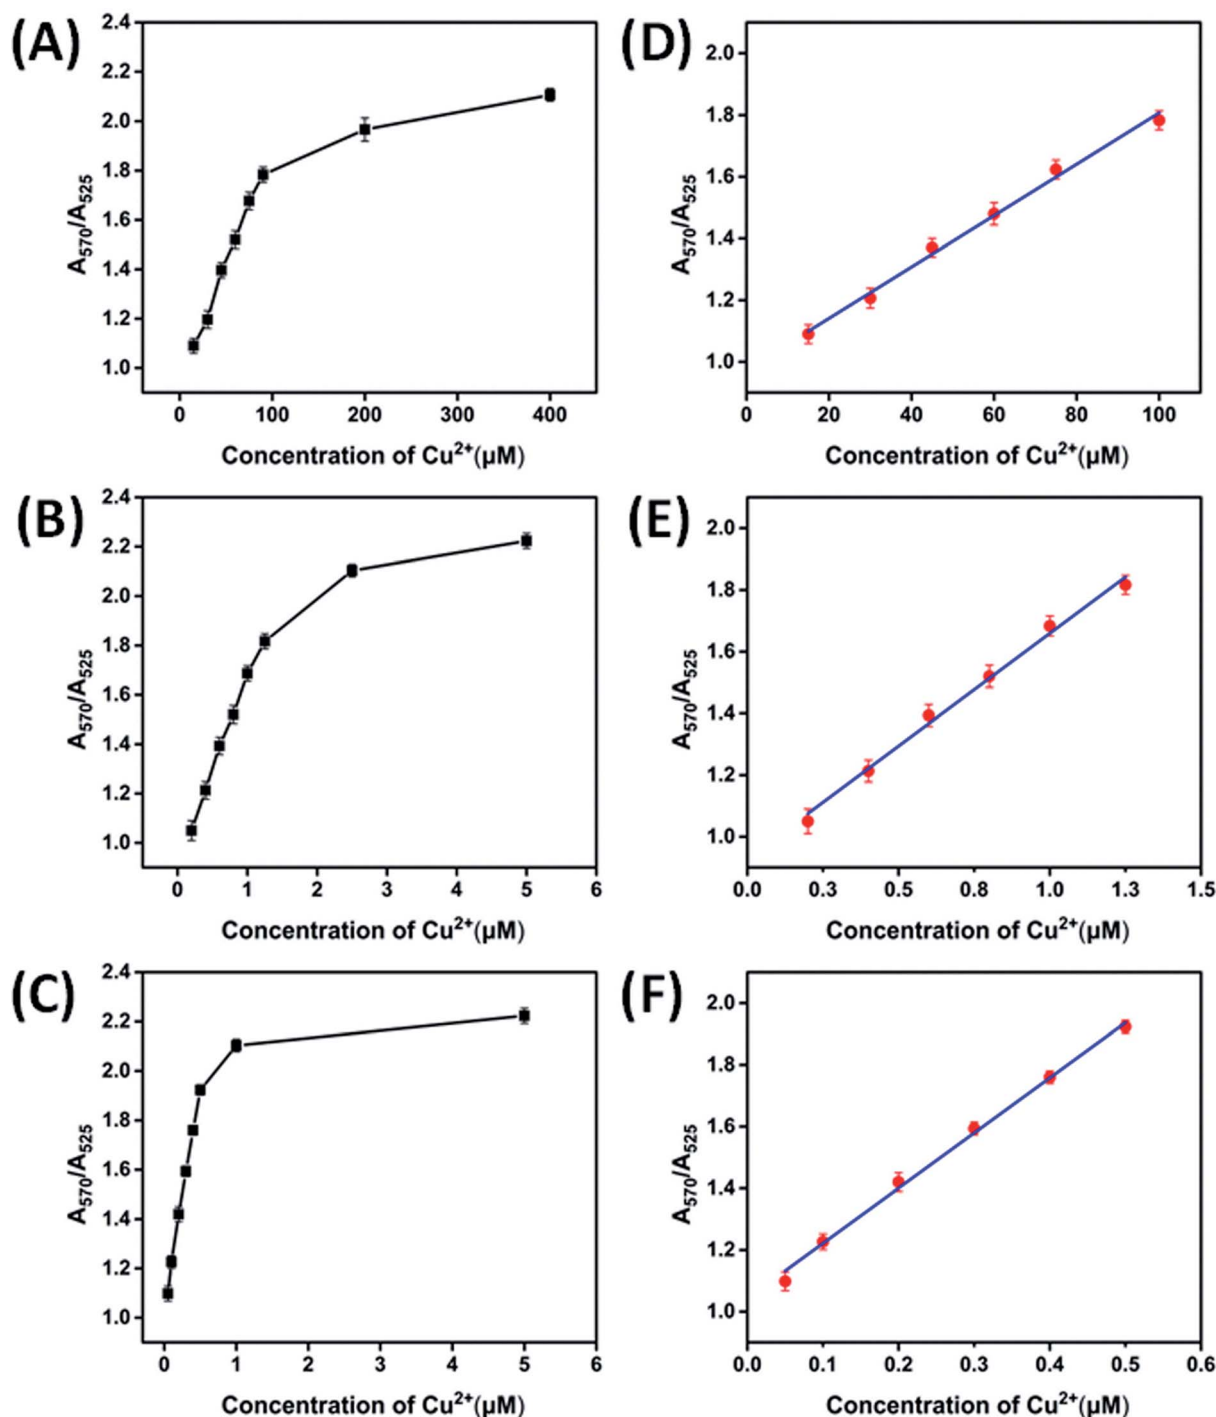 (A)
2.4
2.2
2.0
1.8
1.6
1.4
1.2
1.0
A₅₇₀/A₅₂₅
0 100 200 300 400
Concentration of Cu²⁺(μM)
(D)
2.0
1.8
1.6
1.4
1.2
1.0
A₅₇₀/A₅₂₅
0 20 40 60 80 100
Concentration of Cu²⁺(μM)
(B)
2.4
2.2
2.0
1.8
1.6
1.4
1.2
1.0
A₅₇₀/A₅₂₅
0 1 2 3 4 5 6
Concentration of Cu²⁺(μM)
(E)
2.0
1.8
1.6
1.4
1.2
1.0
A₅₇₀/A₅₂₅
0.0 0.3 0.5 0.8 1.0 1.3 1.5
Concentration of Cu²⁺(μM)
(C)
2.4
2.2
2.0
1.8
1.6
1.4
1.2
1.0
A₅₇₀/A₅₂₅
0 1 2 3 4 5 6
Concentration of Cu²⁺(μM)
(F)
2.0
1.8
1.6
1.4
1.2
1.0
A₅₇₀/A₅₂₅
0.0 0.1 0.2 0.3 0.4 0.5 0.6
Concentration of Cu²⁺(μM)